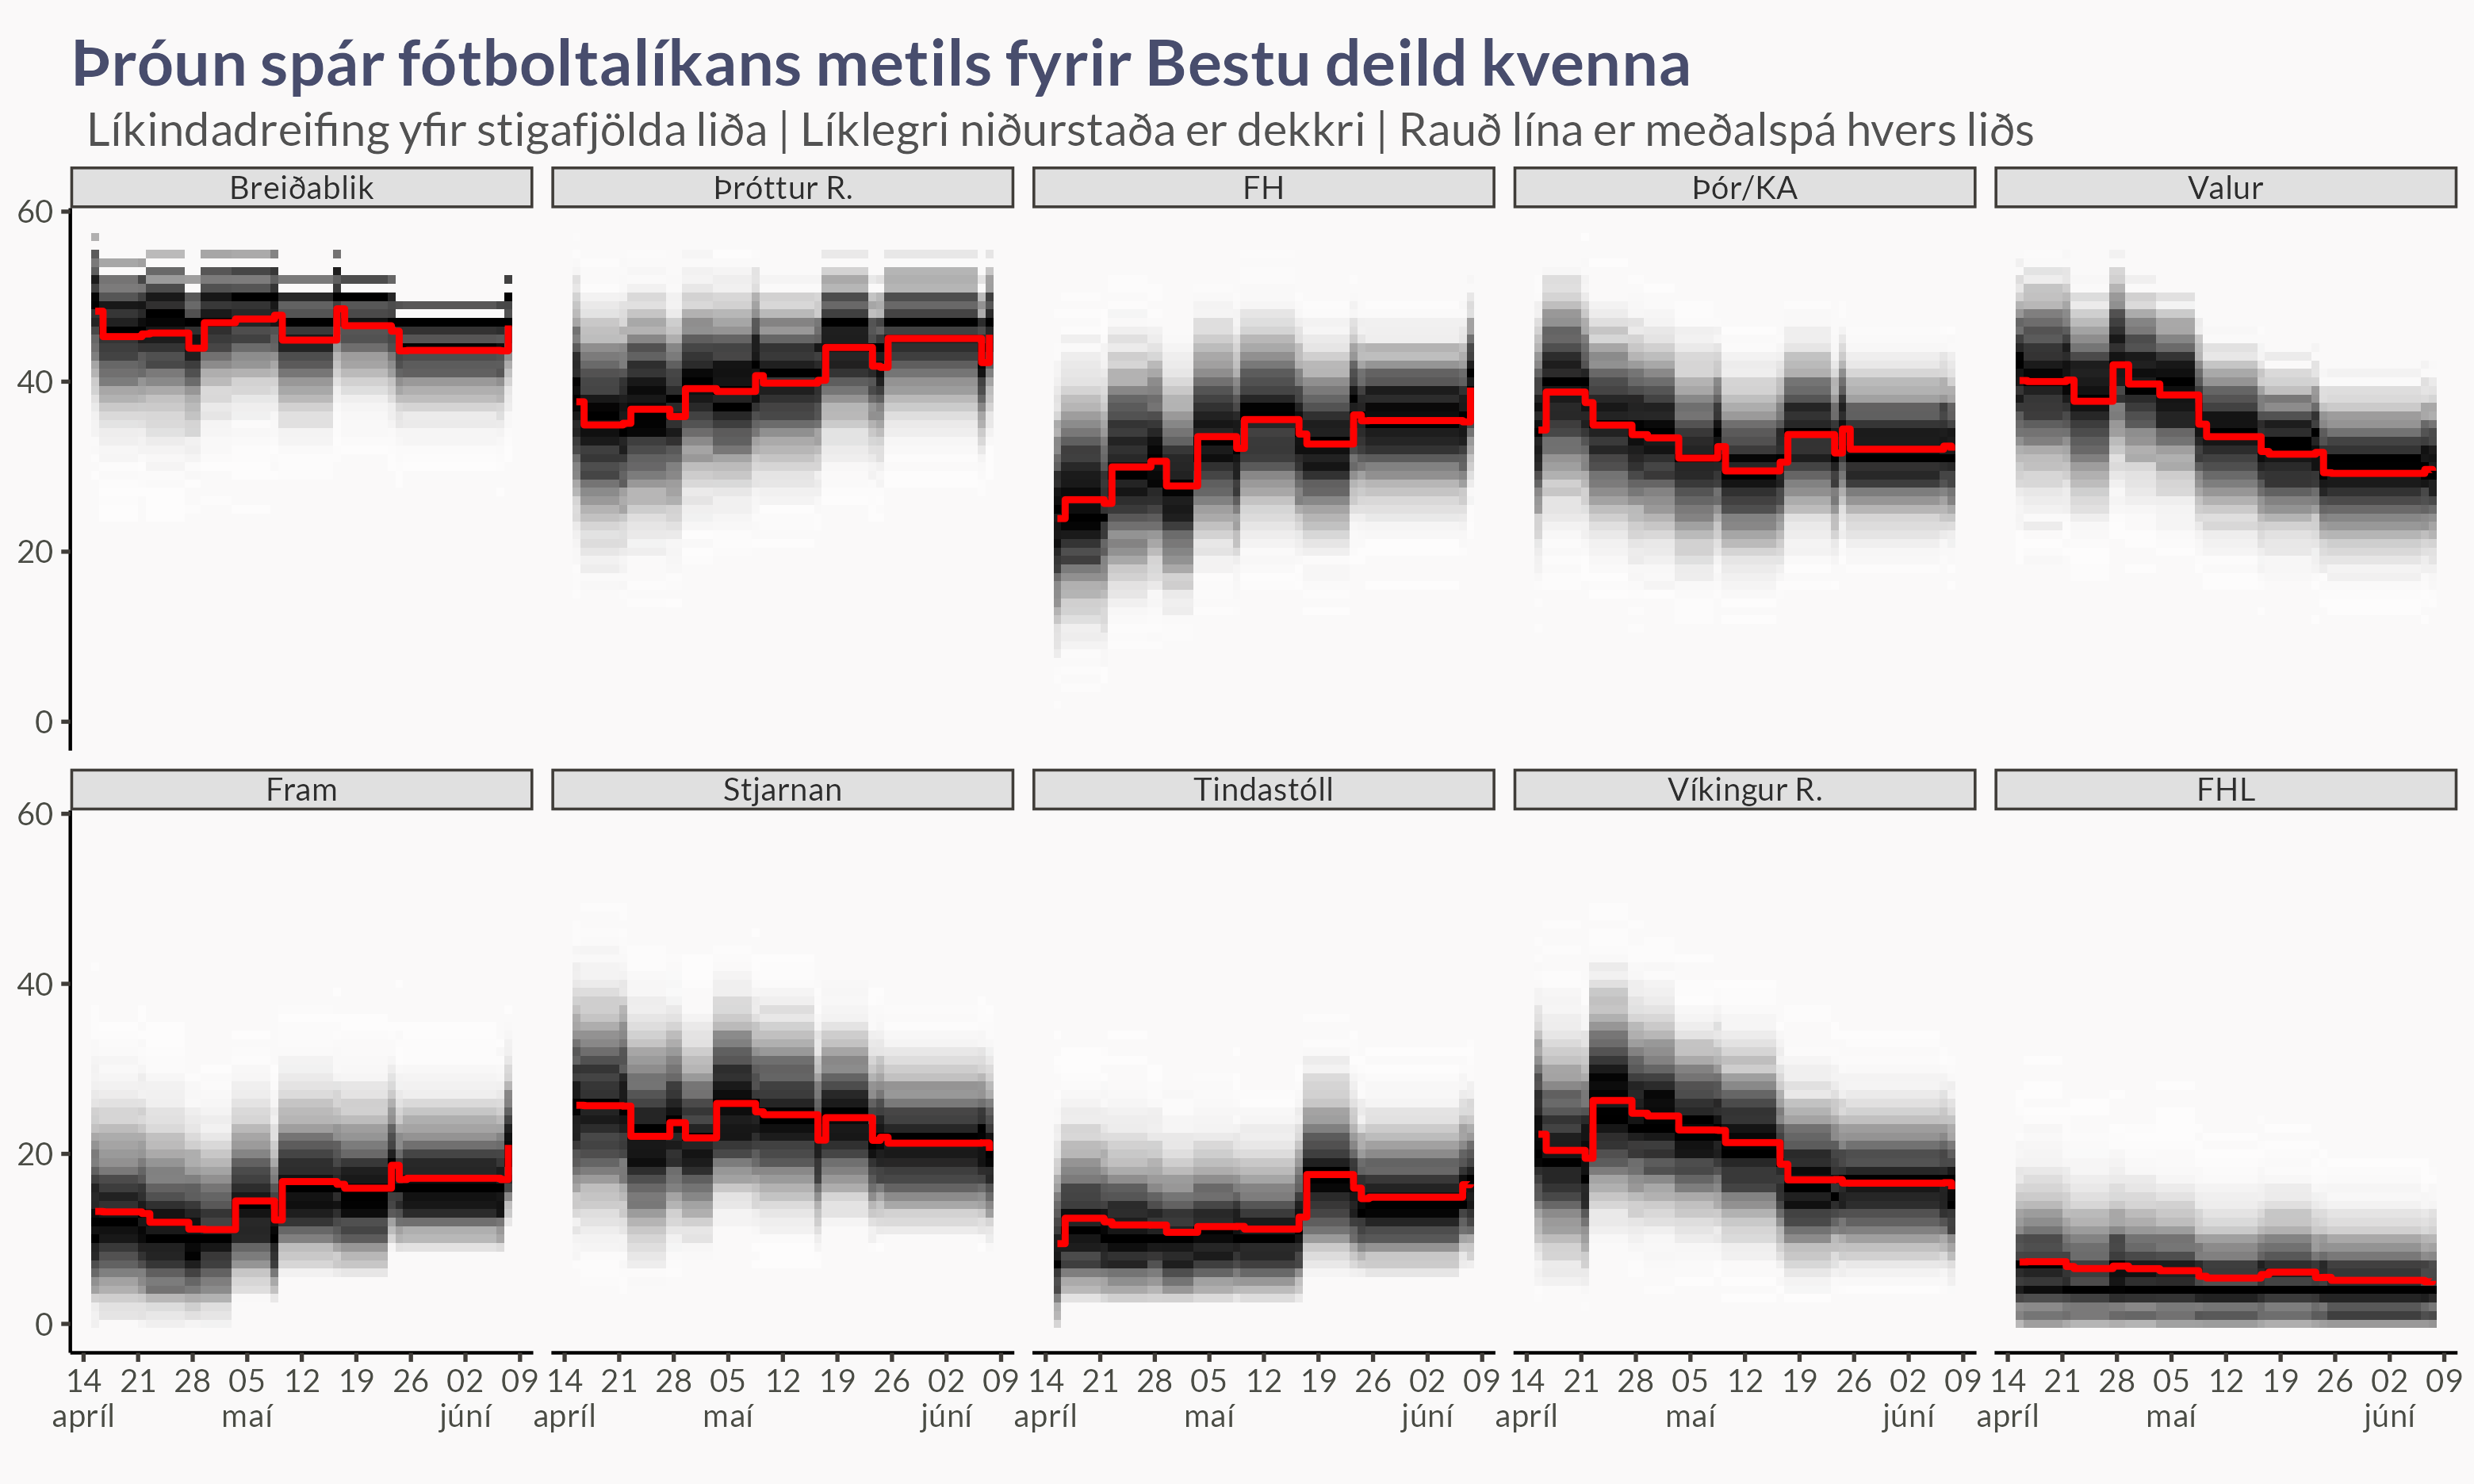 Þróun spár fótboltalíkans metils fyrir Bestu deild kvenna
Líkindadreifing yfir stigafjölda liða | Líklegri niðurstaða er dekkri | Rauð lína er meðalspá hvers liðs
Breiðablik Þróttur R. FH Þór/KA Valur
60
40
20
0
Fram Stjarnan Tindastóll Víkingur R. FHL
60
40
20
0
14 21 28 05 12 19 26 02 09 14 21 28 05 12 19 26 02 09 14 21 28 05 12 19 26 02 09 14 21 28 05 12 19 26 02 09 14 21 28 05 12 19 26 02 09
apríl maí júní apríl maí júní apríl maí júní apríl maí júní apríl maí júní